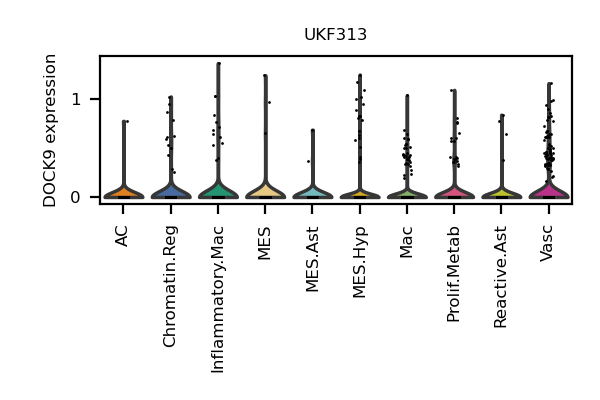 UKF313
DOCK9 expression
1
0
AC
Chromatin.Reg
Inflammatory.Mac
MES
MES.Ast
MES.Hyp
Mac
Prolif.Metab
Reactive.Ast
Vasc